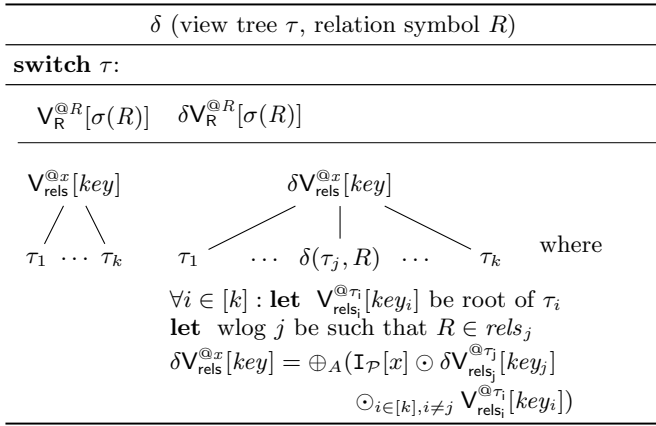 δ (view tree τ, relation symbol R)
switch τ:
V_R^{@R}[σ(R)] δV_R^{@R}[σ(R)]
V_{rels}^{@x}[key] δV_{rels}^{@x}[key]
τ_1 ⋯ τ_k τ_1 ⋯ δ(τ_j, R) ⋯ τ_k where
∀i ∈ [k] : let V_{rels_i}^{@τ_i}[key_i] be root of τ_i
let wlog j be such that R ∈ rels_j
δV_{rels}^{@x}[key] = ⊕_A(I_𝒫[x] ⊙ δV_{rels_j}^{@τ_j}[key_j]
⊙_{i∈[k],i≠j} V_{rels_i}^{@τ_i}[key_i])